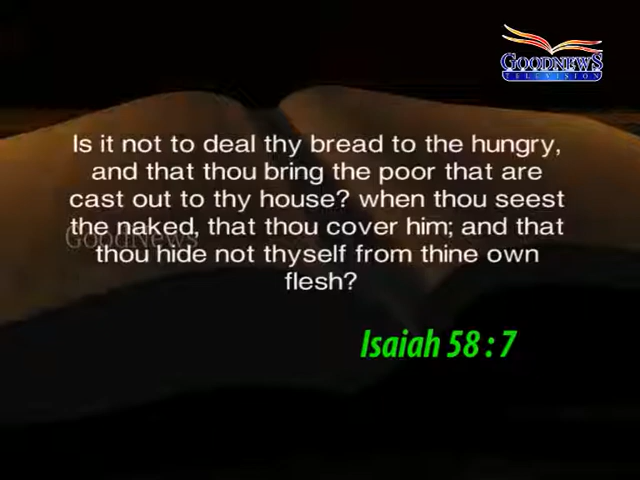 GOODNEWS
TELEVISION
Is it not to deal thy bread to the hungry,
and that thou bring the poor that are
cast out to thy house? when thou seest
the naked, that thou cover him; and that
GoodNews
thou hide not thyself from thine own
flesh?
Isaiah 58 : 7